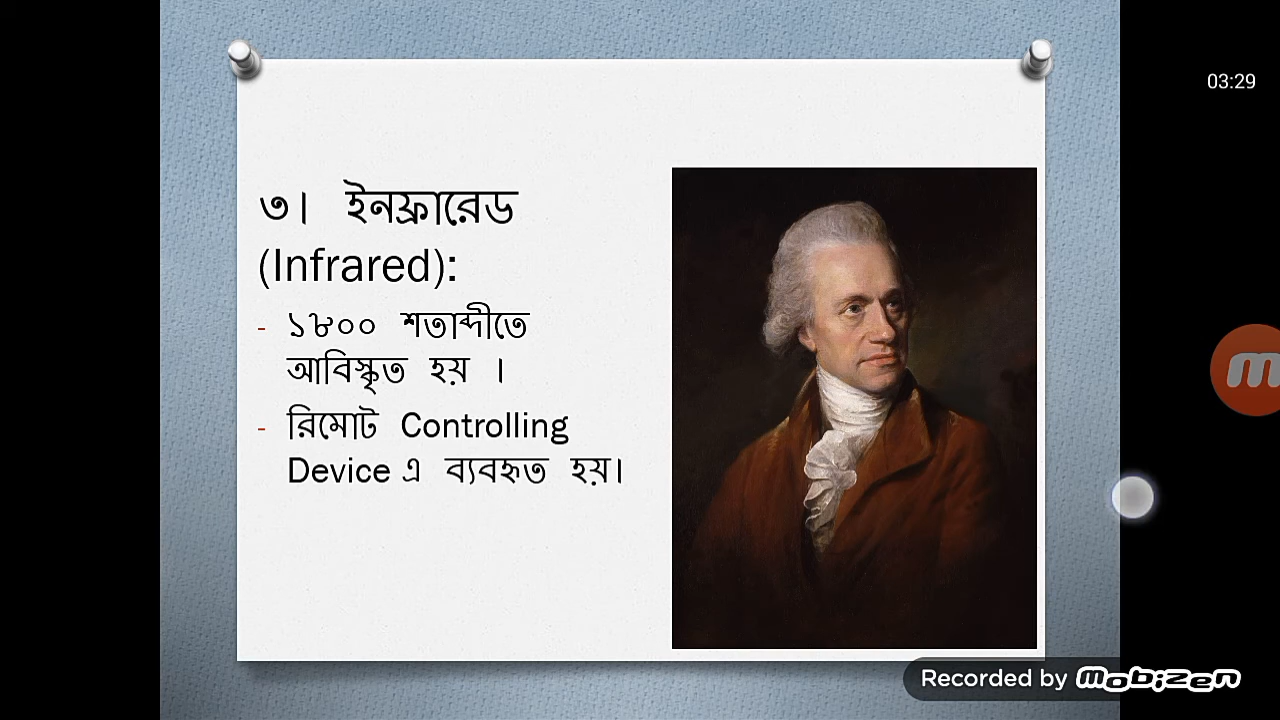 03:29
৩। ইনফ্রারেড
(Infrared):
- ১৮০০ শতাব্দীতে
আবিস্কৃত হয় ।
- রিমোট Controlling
Device এ ব্যবহৃত হয়।
Recorded by mobizen